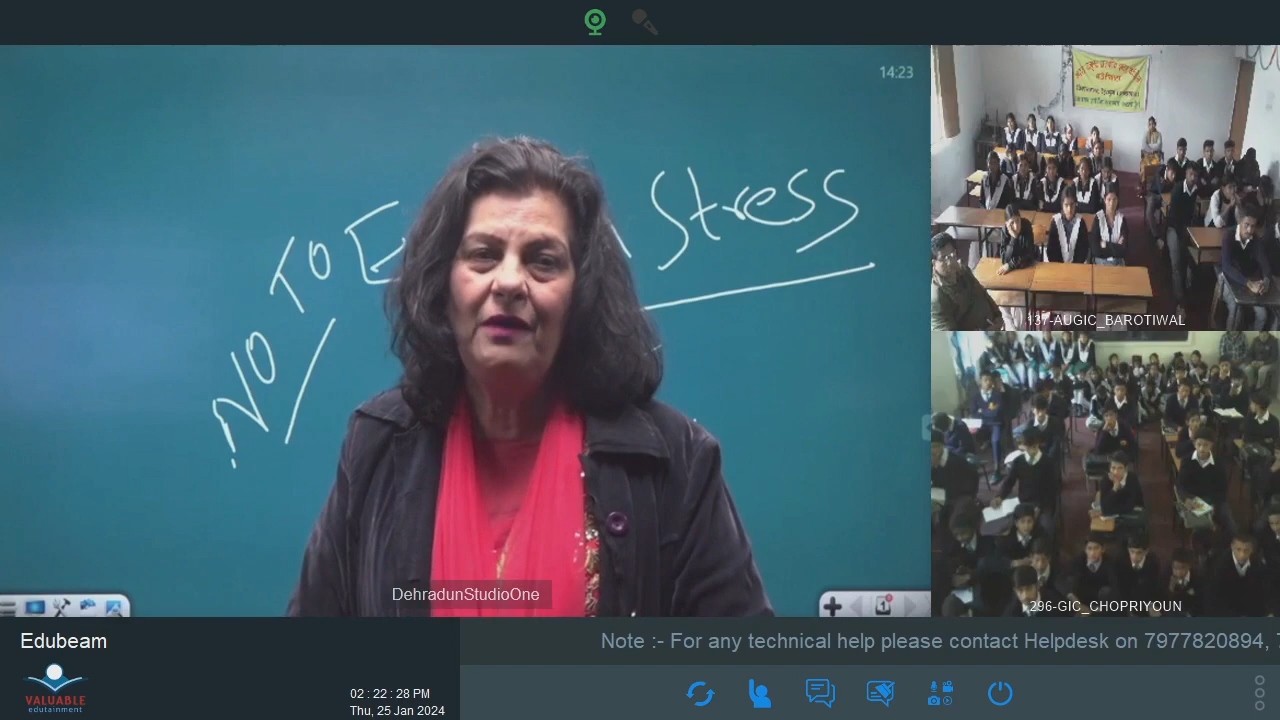 14:23
NO TO E Stress
DehradunStudioOne
137-AUGIC_BAROTIWAL
296-GIC_CHOPRIYOUN
Edubeam
Note :- For any technical help please contact Helpdesk on 7977820894,
VALUABLE
edutainment
02 : 22 : 28 PM
Thu, 25 Jan 2024
1